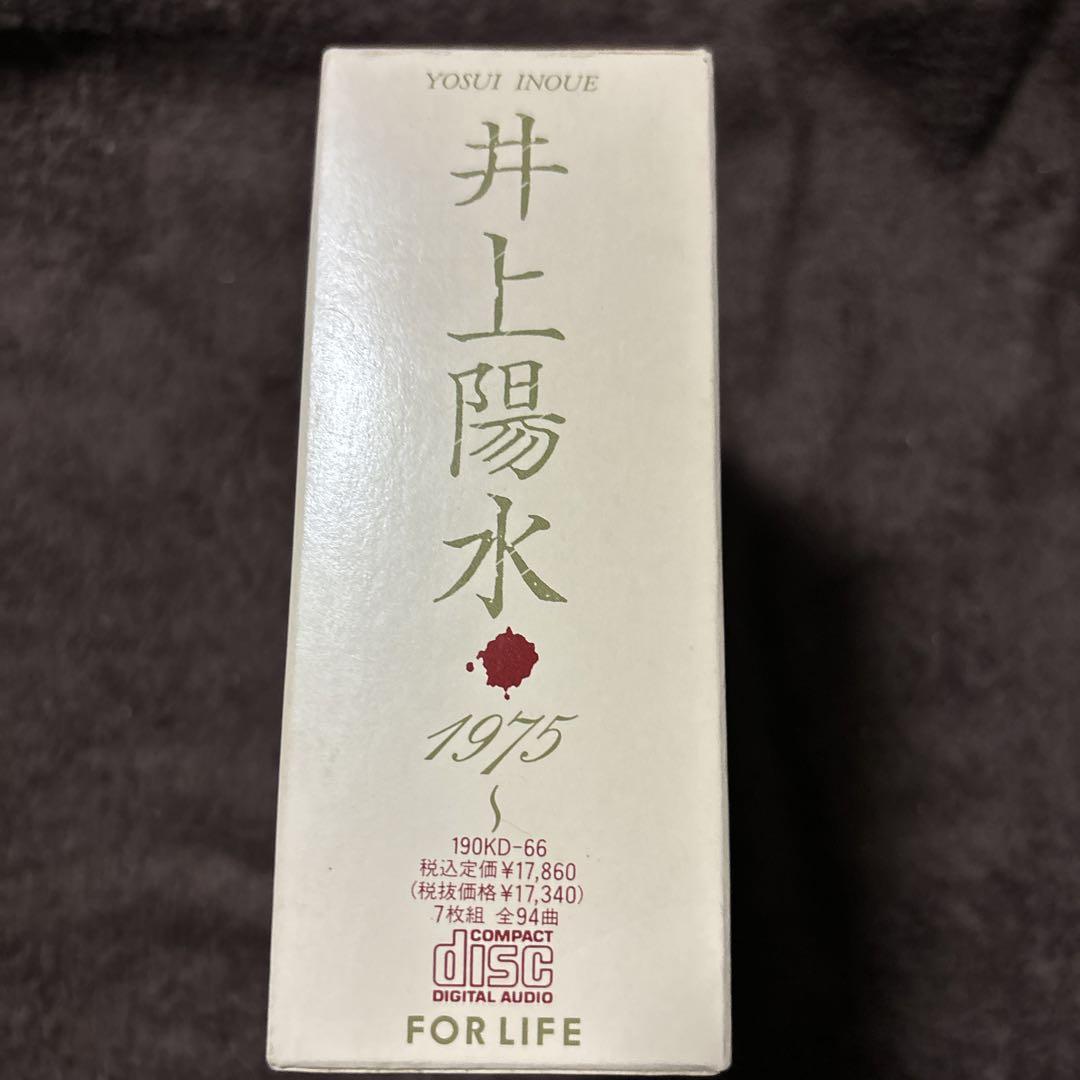 YOSUI INOUE
井上陽水
1975
〜
190KD-66
税込定価¥17,860
(税抜価格¥17,340)
7枚組 全94曲
COMPACT
disc
DIGITAL AUDIO
FOR LIFE